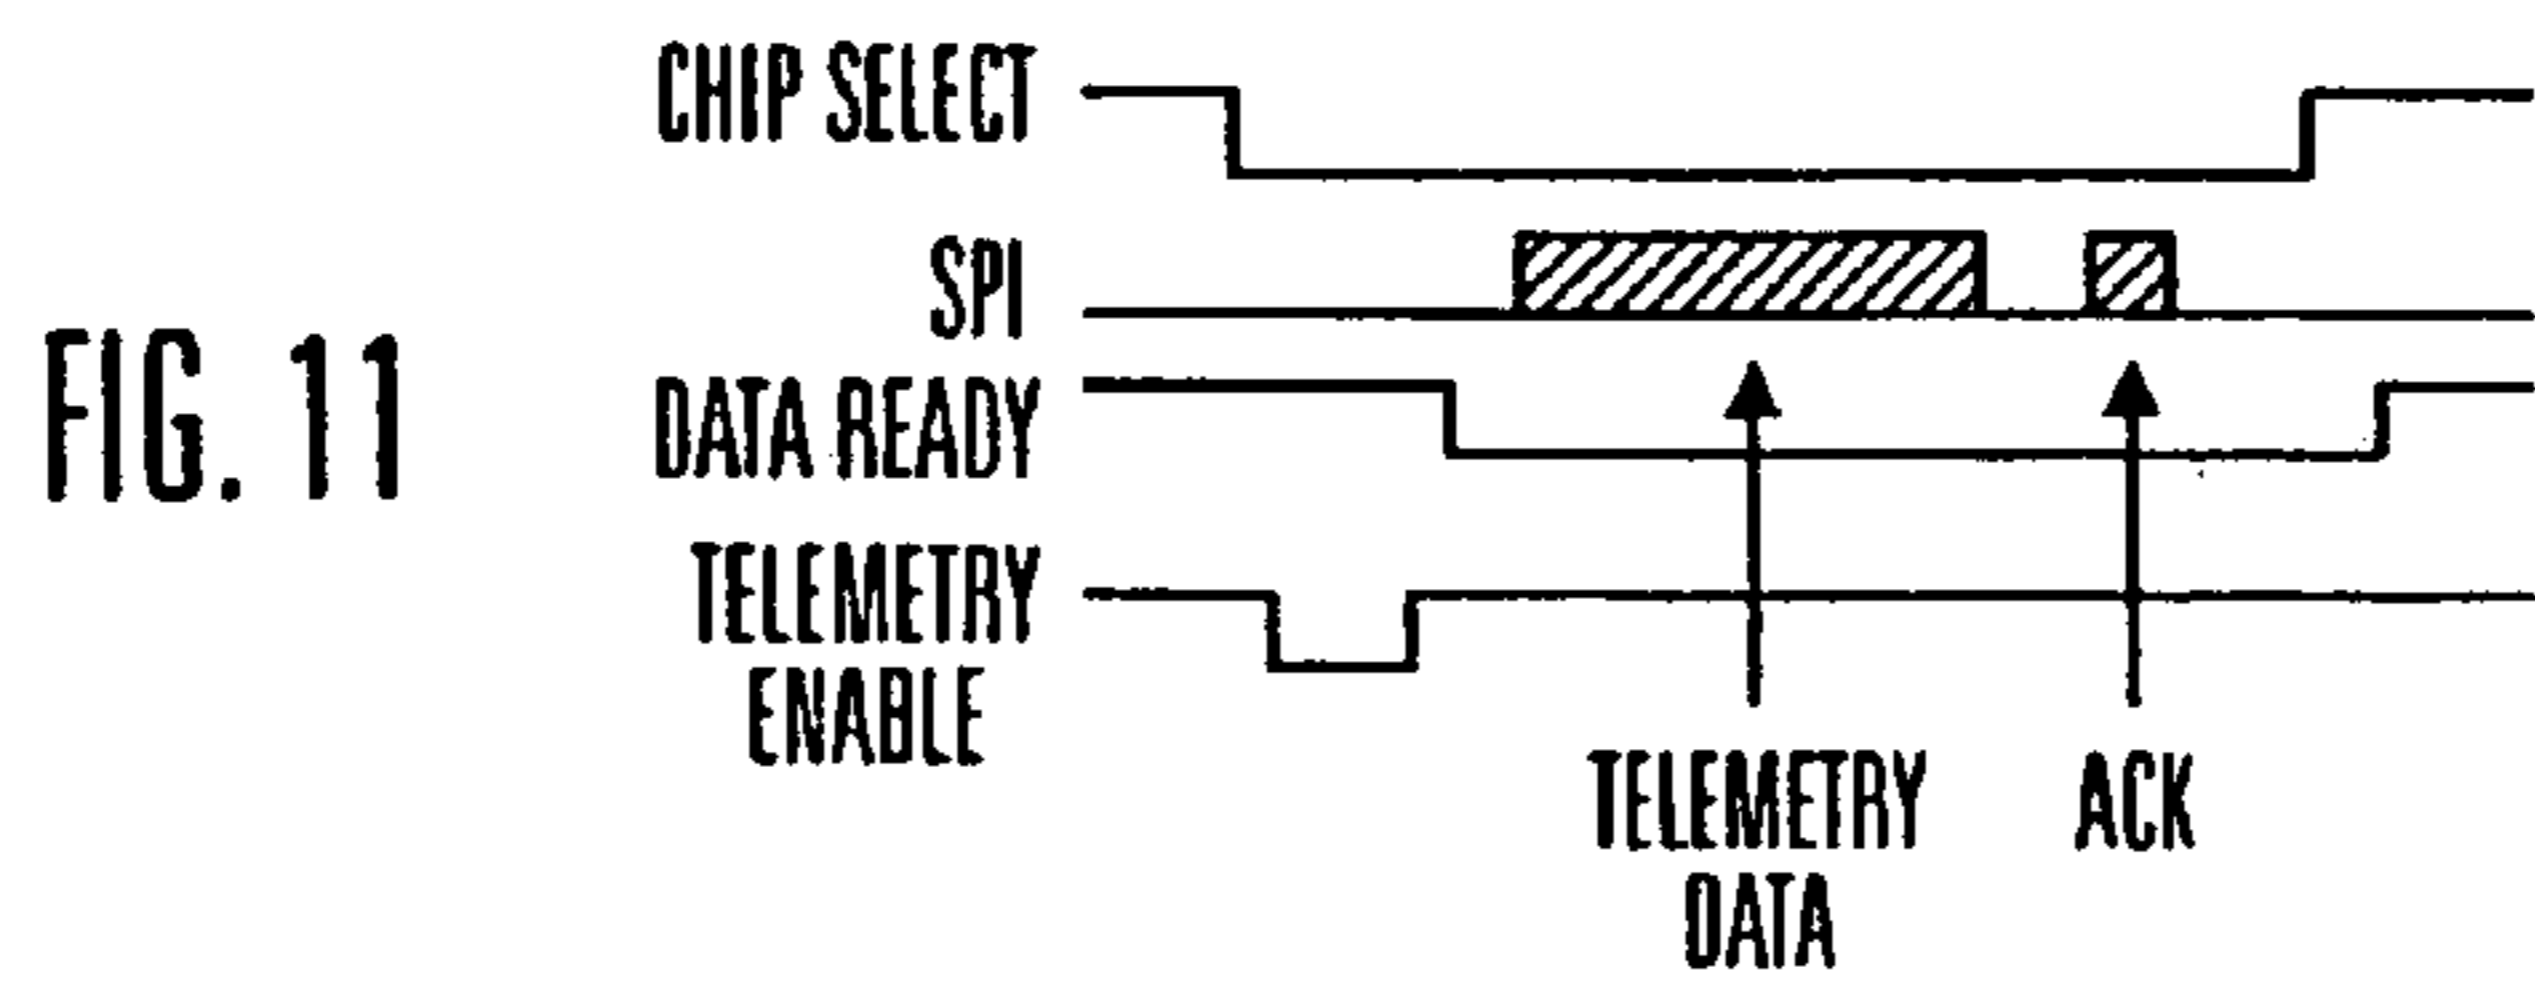 CHIP SELECT
SPI
FIG. 11
DATA READY
TELEMETRY
ENABLE
TELEMETRY
DATA
ACK